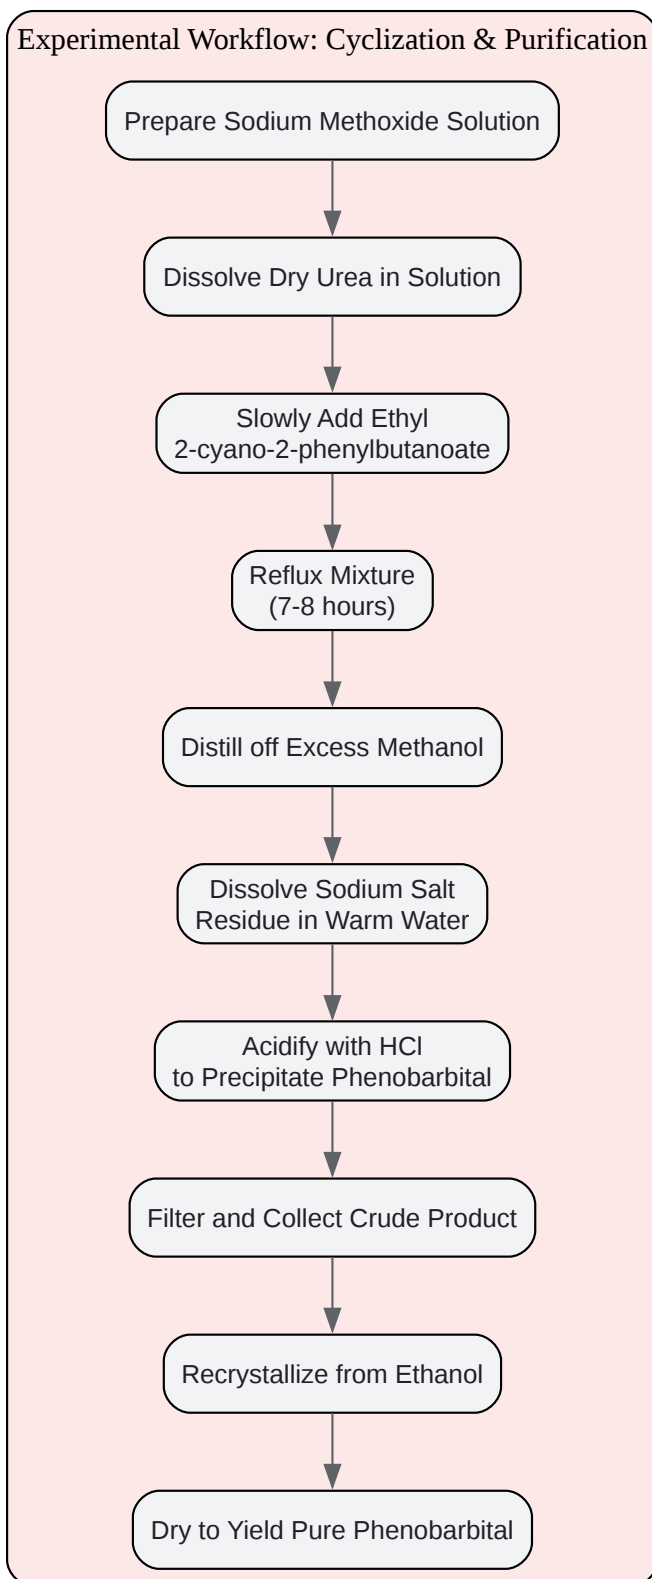 Experimental Workflow: Cyclization & Purification
Prepare Sodium Methoxide Solution
Dissolve Dry Urea in Solution
Slowly Add Ethyl
2-cyano-2-phenylbutanoate
Reflux Mixture
(7-8 hours)
Distill off Excess Methanol
Dissolve Sodium Salt
Residue in Warm Water
Acidify with HCl
to Precipitate Phenobarbital
Filter and Collect Crude Product
Recrystallize from Ethanol
Dry to Yield Pure Phenobarbital